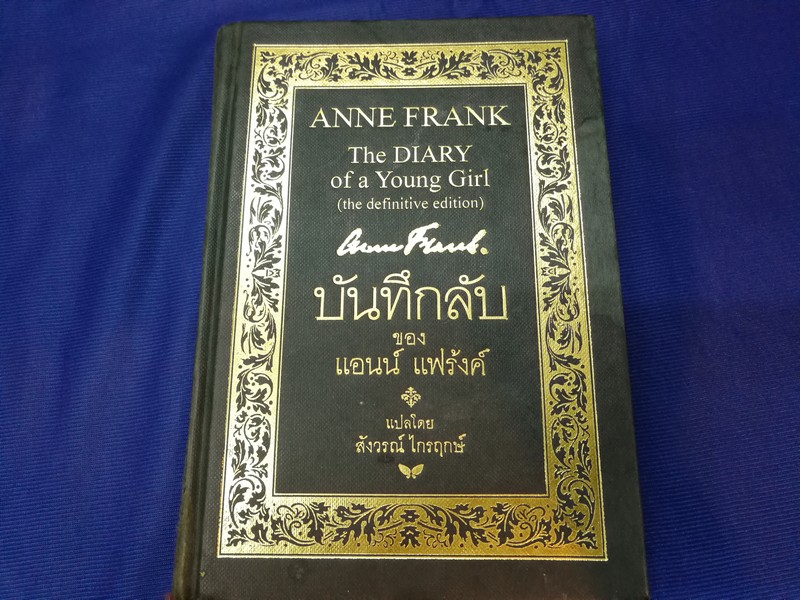 ANNE FRANK
The DIARY
of a Young Girl
(the definitive edition)
Anne Frank.
บันทึกลับ
ของ
แอนน์ แฟร้งค์
แปลโดย
สังวรณ์ ไกรฤกษ์